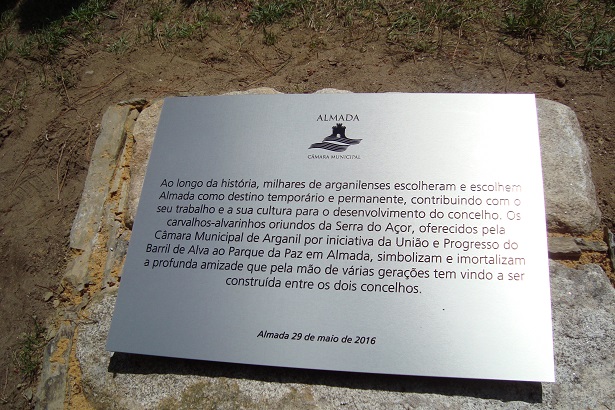 ALMADA
CÂMARA MUNICIPAL
Ao longo da história, milhares de arganilenses escolheram e escolhem
Almada como destino temporário e permanente, contribuindo com o
seu trabalho e a sua cultura para o desenvolvimento do concelho. Os
carvalhos-alvarinhos oriundos da Serra do Açor, oferecidos pela
Câmara Municipal de Arganil por iniciativa da União e Progresso do
Barril de Alva ao Parque da Paz em Almada, simbolizam e imortalizam
a profunda amizade que pela mão de várias gerações tem vindo a ser
construída entre os dois concelhos.
Almada 29 de maio de 2016